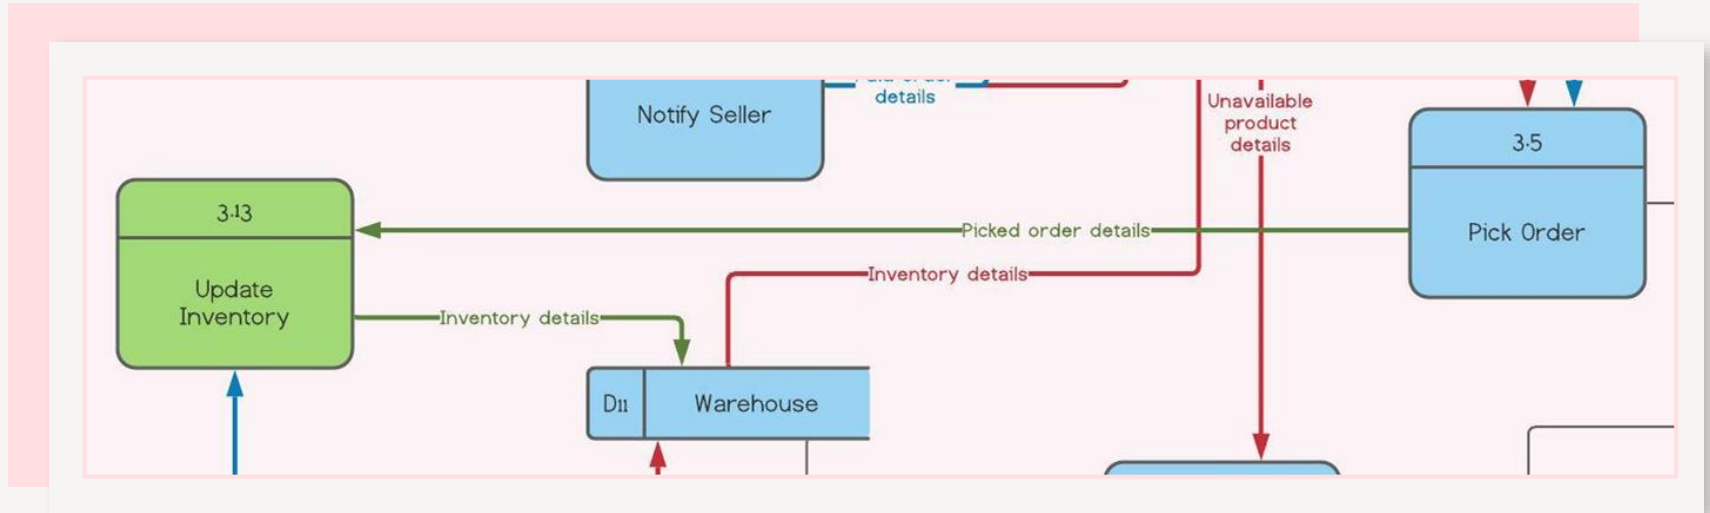 details
Notify Seller
Unavailable
product
details
3.5
Pick Order
3.13
Update
Inventory
Picked order details
Inventory details
Inventory details
D11
Warehouse